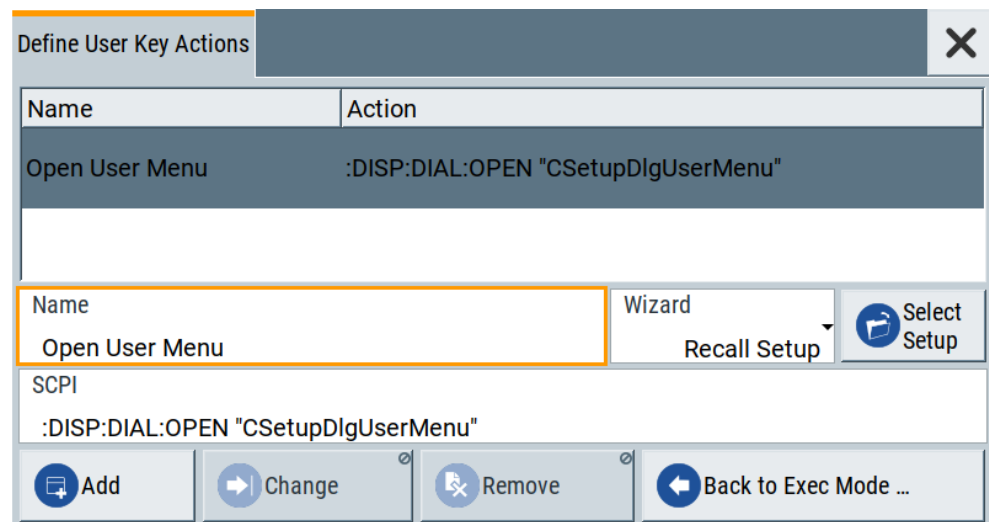 Define User Key Actions
Name Action
Open User Menu :DISP:DIAL:OPEN "CSetupDlgUserMenu"
Name Wizard Select
Open User Menu Recall Setup Setup
SCPI
:DISP:DIAL:OPEN "CSetupDlgUserMenu"
Add Change Remove Back to Exec Mode ...